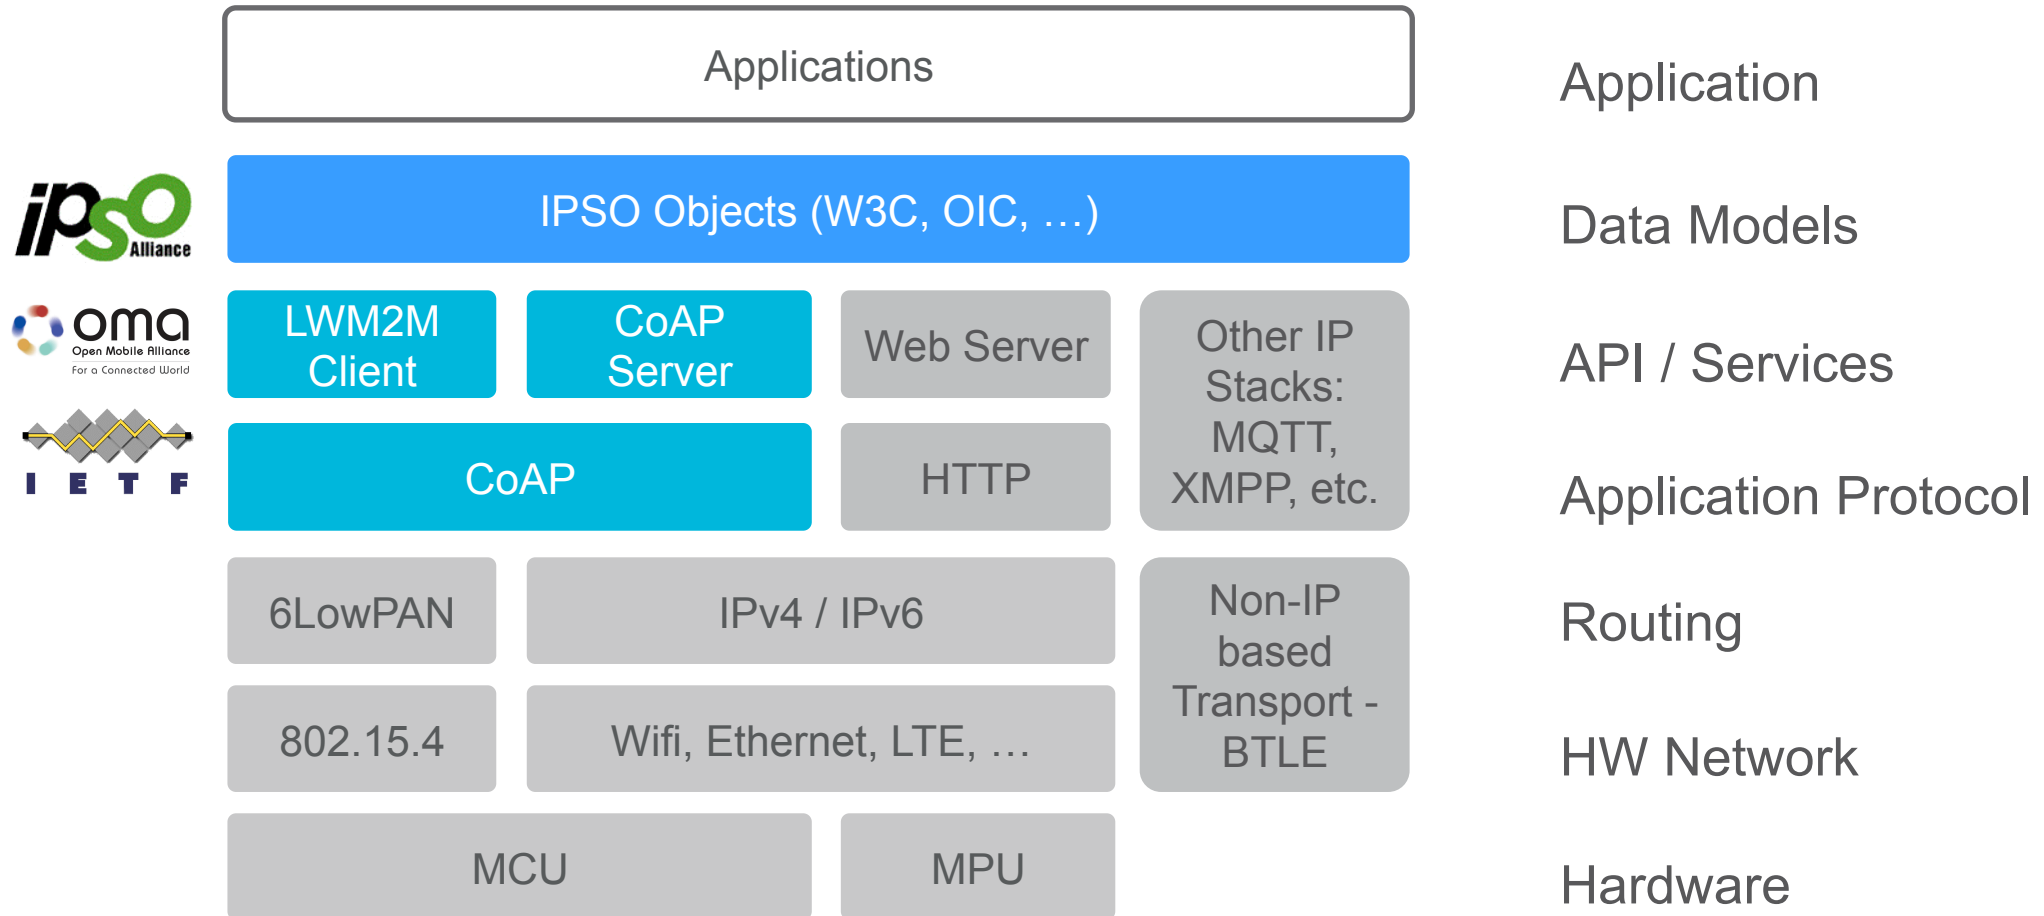 Applications
Application
ipso
Alliance
IPSO Objects (W3C, OIC, …)
Data Models
oma
Open Mobile Alliance
For a Connected World
LWM2M
Client
CoAP
Server
Web Server
Other IP
Stacks:
MQTT,
XMPP, etc.
API / Services
IETF
CoAP
HTTP
Application Protocol
6LowPAN
IPv4 / IPv6
Non-IP
based
Transport -
BTLE
Routing
802.15.4
Wifi, Ethernet, LTE, …
HW Network
MCU
MPU
Hardware